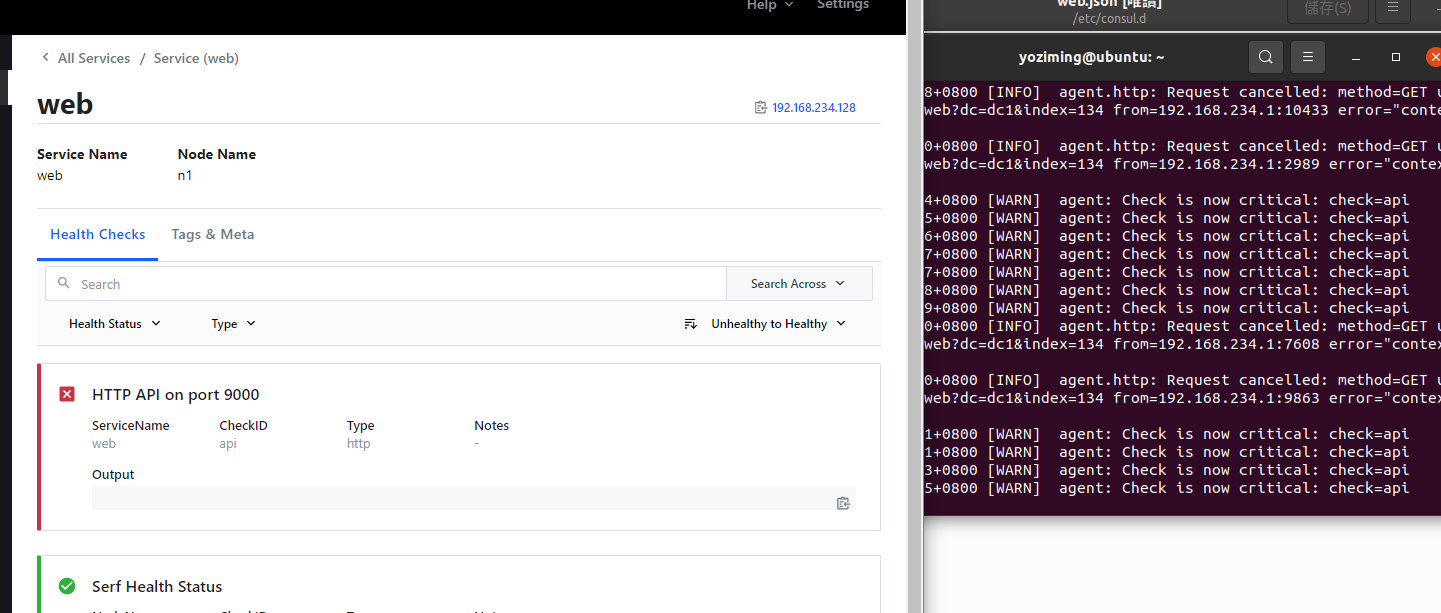 Help
Settings
All Services / Service (web)
web
192.168.234.128
Service Name
Node Name
web
n1
Health Checks
Tags & Meta
Search
Search Across
Health Status
Type
Unhealthy to Healthy
HTTP API on port 9000
ServiceName
CheckID
Type
Notes
web
api
http
-
Output
Serf Health Status
web.json [唯讀]
/etc/consul.d
儲存(S)
yoziming@ubuntu: ~
8+0800 [INFO]  agent.http: Request cancelled: method=GET u
web?dc=dc1&index=134 from=192.168.234.1:10433 error="conte
0+0800 [INFO]  agent.http: Request cancelled: method=GET u
web?dc=dc1&index=134 from=192.168.234.1:2989 error="contex
4+0800 [WARN]  agent: Check is now critical: check=api
5+0800 [WARN]  agent: Check is now critical: check=api
6+0800 [WARN]  agent: Check is now critical: check=api
7+0800 [WARN]  agent: Check is now critical: check=api
7+0800 [WARN]  agent: Check is now critical: check=api
8+0800 [WARN]  agent: Check is now critical: check=api
9+0800 [WARN]  agent: Check is now critical: check=api
0+0800 [INFO]  agent.http: Request cancelled: method=GET u
web?dc=dc1&index=134 from=192.168.234.1:7608 error="contex
0+0800 [INFO]  agent.http: Request cancelled: method=GET u
web?dc=dc1&index=134 from=192.168.234.1:9863 error="contex
1+0800 [WARN]  agent: Check is now critical: check=api
1+0800 [WARN]  agent: Check is now critical: check=api
3+0800 [WARN]  agent: Check is now critical: check=api
5+0800 [WARN]  agent: Check is now critical: check=api